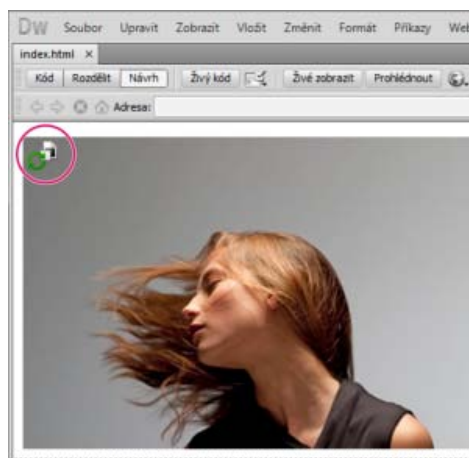 Dw Soubor Upravit Zobrazit Vložit Změnit Formát Příkazy Web
index.html ×
Kód Rozdělit Návrh Živý kód Živé zobrazit Prohlédnout
Adresa: